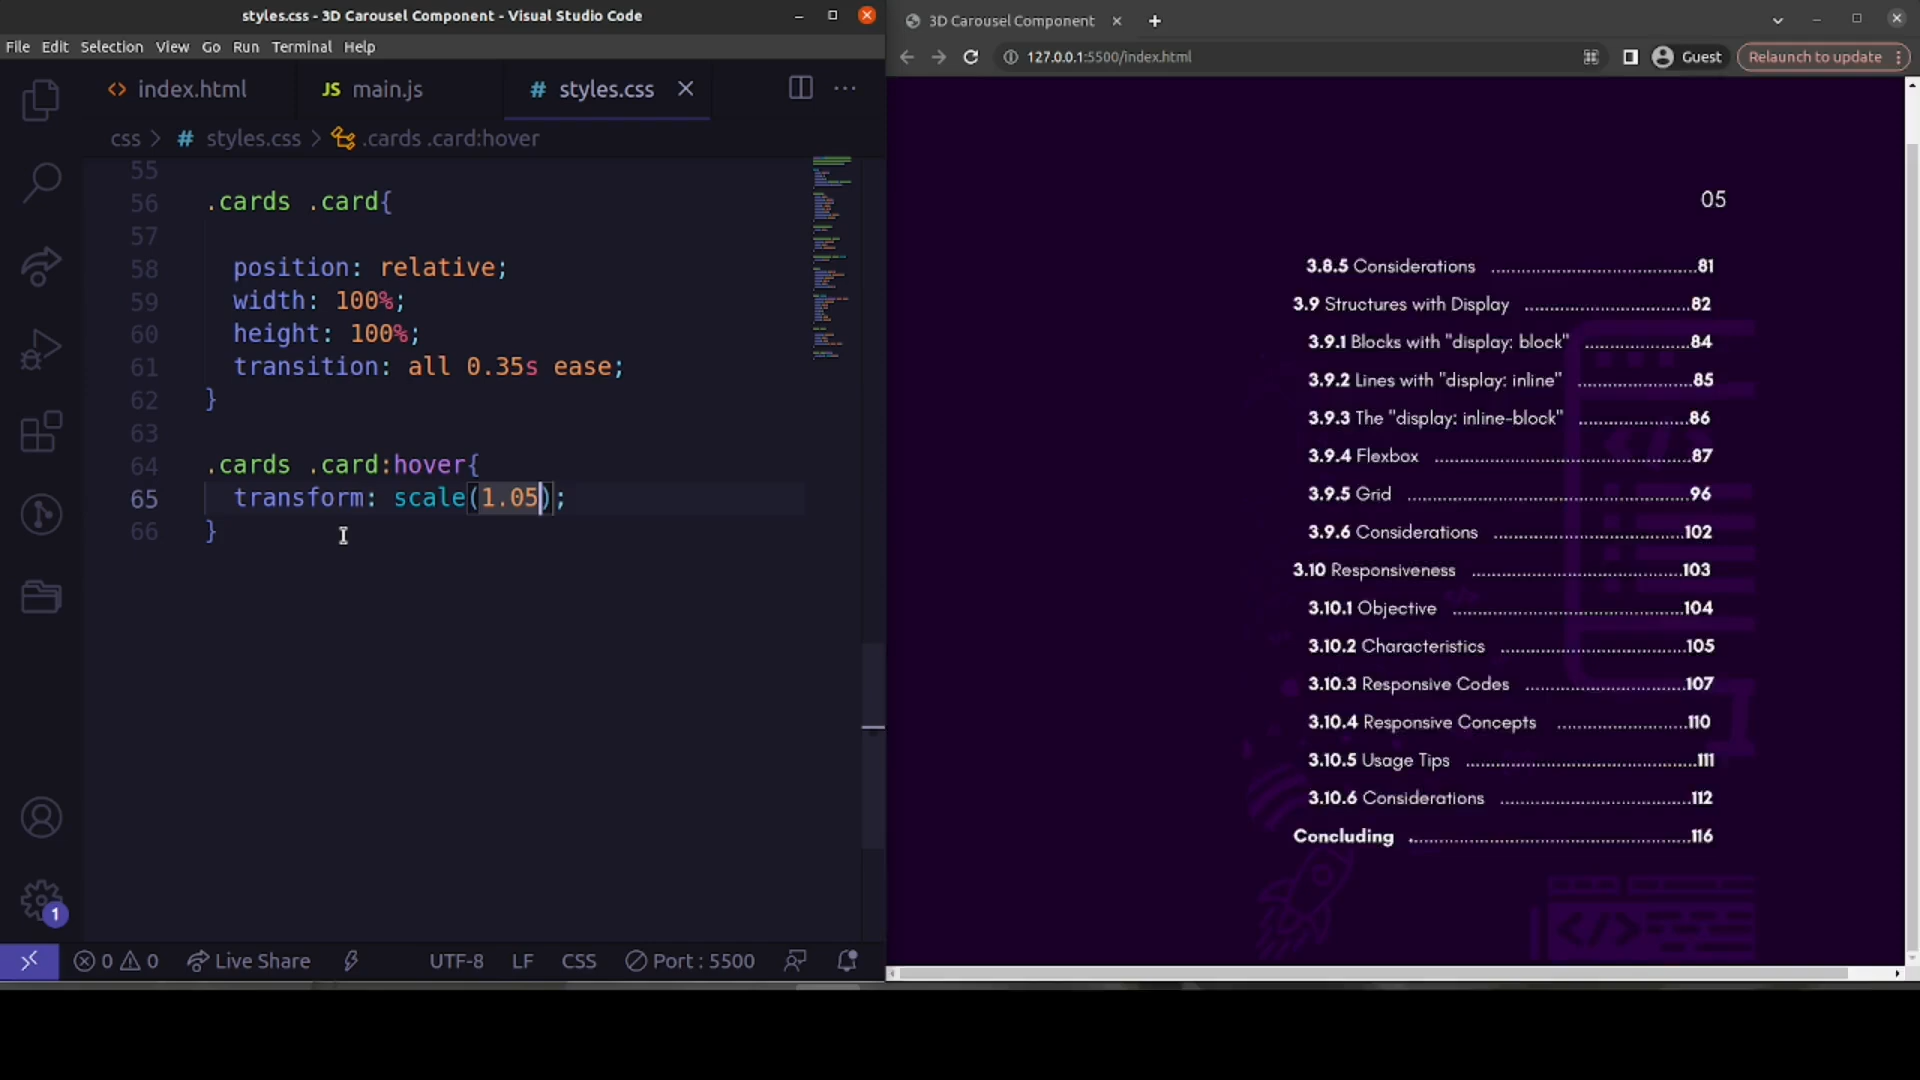 styles.css - 3D Carousel Component - Visual Studio Code
File Edit Selection View Go Run Terminal Help
<> index.html
JS main.js
# styles.css
css > # styles.css > .cards .card:hover
55
56 .cards .card{
57
58 position: relative;
59 width: 100%;
60 height: 100%;
61 transition: all 0.35s ease;
62 }
63
64 .cards .card:hover{
65 transform: scale(1.05);
66 }
1
0 0 Live Share UTF-8 LF CSS Port : 5500
3D Carousel Component
127.0.0.1:5500/index.html Guest Relaunch to update
05
3.8.5 Considerations ........................................81
3.9 Structures with Display ................................82
3.9.1 Blocks with "display: block" ........................84
3.9.2 Lines with "display: inline" ........................85
3.9.3 The "display: inline-block" ........................86
3.9.4 Flexbox ................................................87
3.9.5 Grid ....................................................96
3.9.6 Considerations ......................................102
3.10 Responsiveness ......................................103
3.10.1 Objective ............................................104
3.10.2 Characteristics ....................................105
3.10.3 Responsive Codes ................................107
3.10.4 Responsive Concepts ............................110
3.10.5 Usage Tips ..........................................111
3.10.6 Considerations ....................................112
Concluding ..................................................116